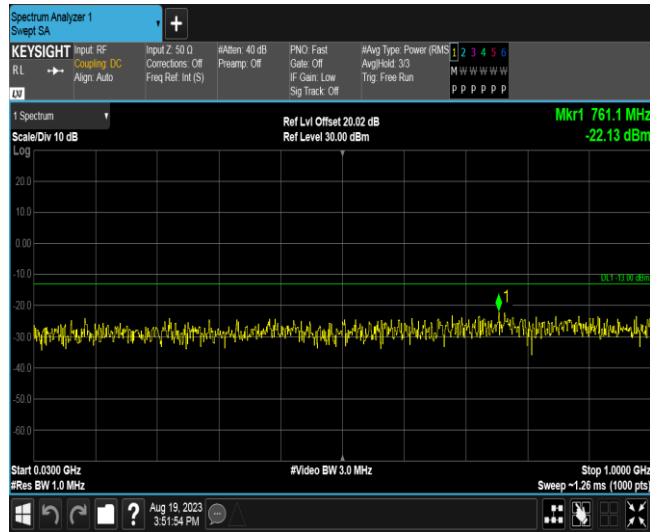 Spectrum Analyzer 1
Swept SA
+
KEYSIGHT
RL
LXI
Input: RF
Coupling: DC
Align: Auto
Input Z: 50 Ω
Corrections: Off
Freq Ref: Int (S)
#Atten: 40 dB
Preamp: Off
PNO: Fast
Gate: Off
IF Gain: Low
Sig Track: Off
#Avg Type: Power (RMS
Avg|Hold: 3/3
Trig: Free Run
1 2 3 4 5 6
M W W W W W
P P P P P P
1 Spectrum
Scale/Div 10 dB
Log
Ref Lvl Offset 20.02 dB
Ref Level 30.00 dBm
Mkr1 761.1 MHz
-22.13 dBm
20.0
10.0
0.00
-10.0
-20.0
-30.0
-40.0
-50.0
-60.0
DL1 -13.00 dBm
1
Start 0.0300 GHz
#Res BW 1.0 MHz
#Video BW 3.0 MHz
Stop 1.0000 GHz
Sweep ~1.26 ms (1000 pts)
?
Aug 19, 2023
3:51:54 PM